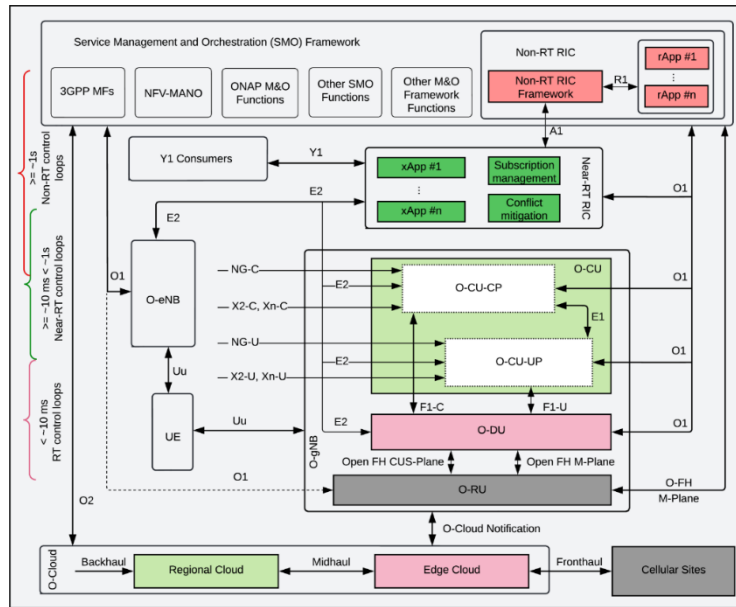 Service Management and Orchestration (SMO) Framework
3GPP MFs
NFV-MANO
ONAP M&O
Functions
Other SMO
Functions
Other M&O
Framework
Functions
Non-RT RIC
Non-RT RIC
Framework
R1
rApp #1
⋮
rApp #n
A1
>= ~1s
Non-RT control
loops
>= ~10 ms < ~1s
Near-RT control loops
< ~10 ms
RT control loops
Y1 Consumers
Y1
xApp #1
⋮
xApp #n
Subscription
management
Conflict
mitigation
Near-RT RIC
O1
E2
E2
O1
O-eNB
Uu
UE
Uu
NG-C
E2
X2-C, Xn-C
NG-U
E2
X2-U, Xn-U
E2
O-gNB
O-CU
O-CU-CP
E1
O-CU-UP
O1
O1
F1-C
F1-U
O-DU
O1
Open FH CUS-Plane
Open FH M-Plane
O-RU
O1
O-FH
M-Plane
O2
O-Cloud Notification
O-Cloud
Backhaul
Regional Cloud
Midhaul
Edge Cloud
Fronthaul
Cellular Sites